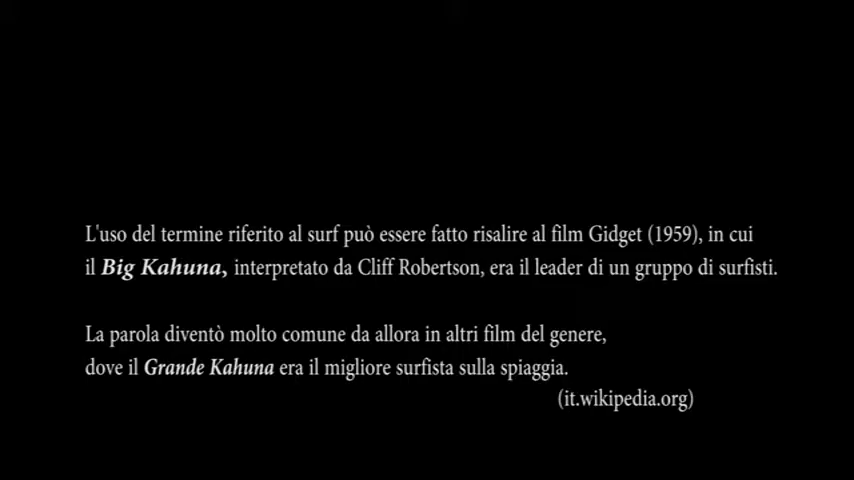 L'uso del termine riferito al surf può essere fatto risalire al film Gidget (1959), in cui
il Big Kahuna, interpretato da Cliff Robertson, era il leader di un gruppo di surfisti.
La parola diventò molto comune da allora in altri film del genere,
dove il Grande Kahuna era il migliore surfista sulla spiaggia.
(it.wikipedia.org)